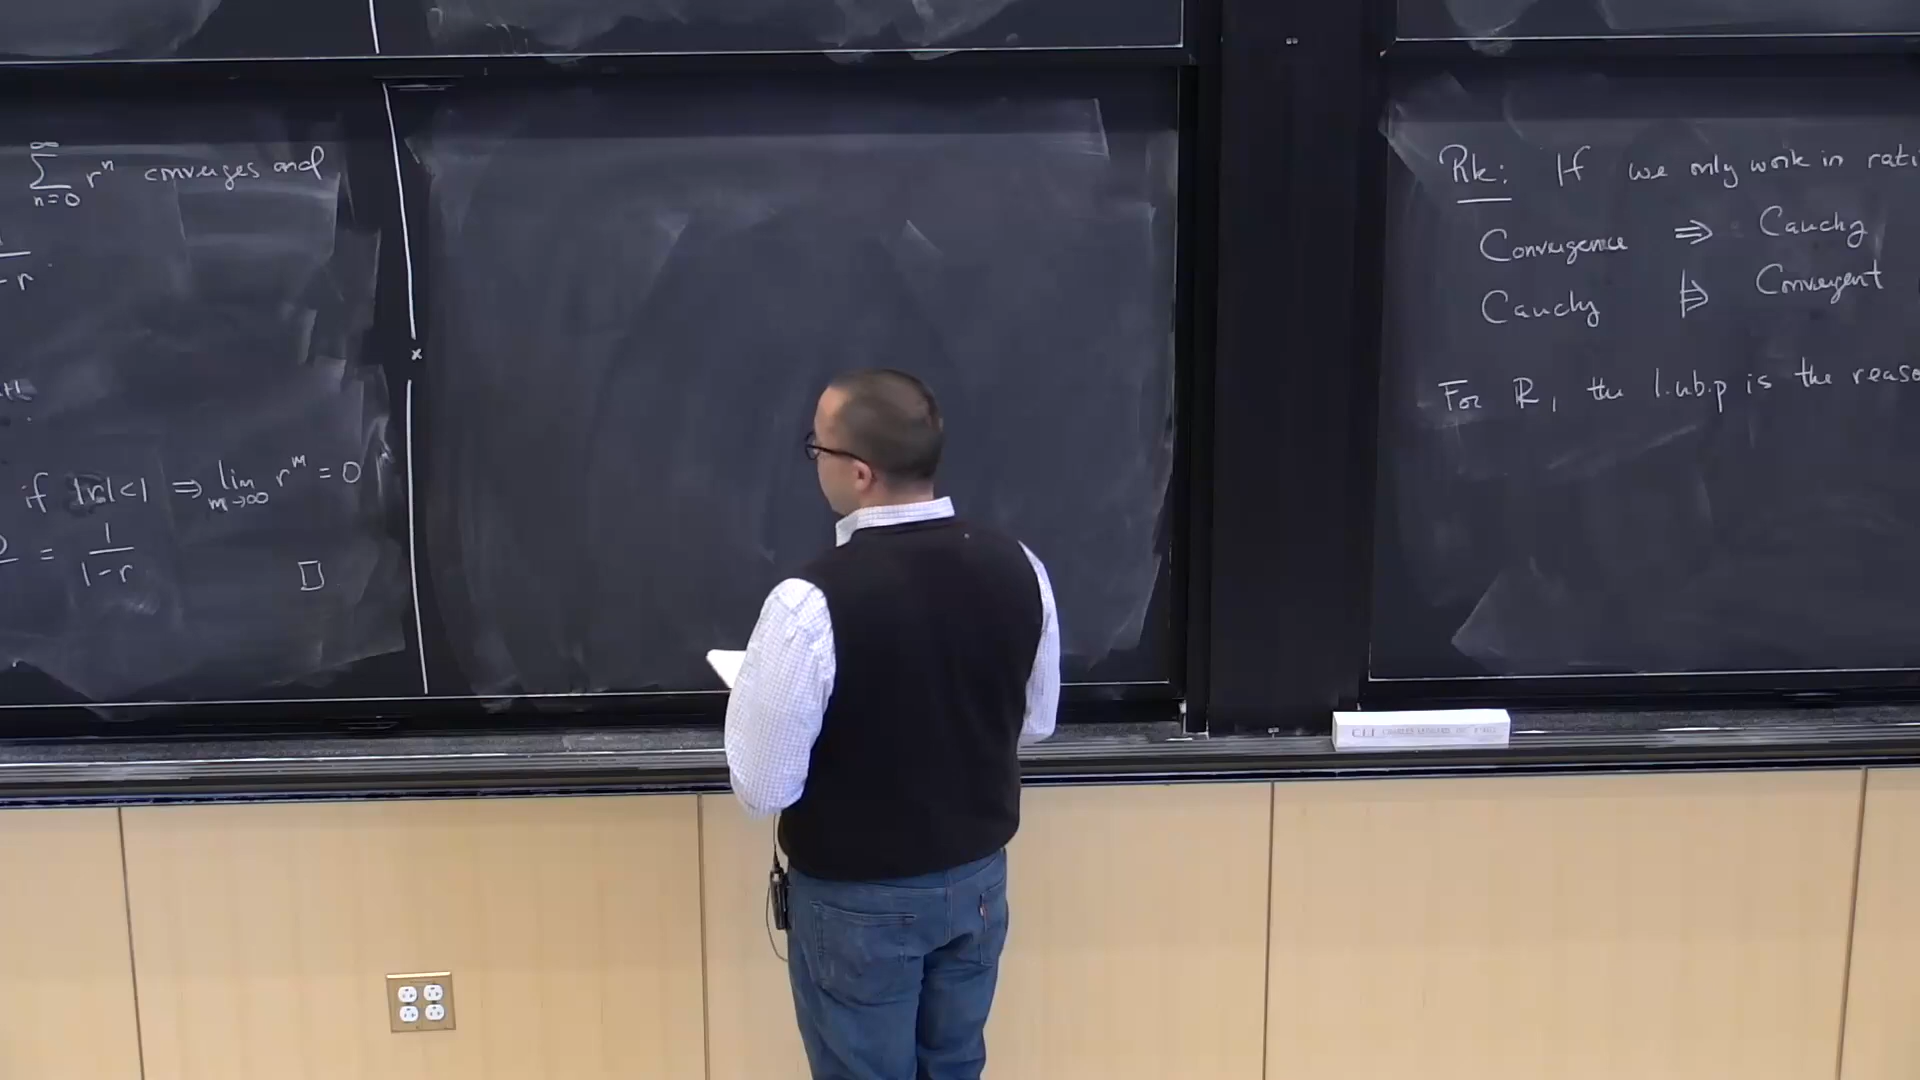 ∞
∑ rⁿ converges and
n=0
-r
if |r|<1 ⇒ lim rᵐ = 0
m→∞
= 1/(1-r) □
x
Rk: If we only work in rati
Convergence ⇒ Cauchy
Cauchy ⇏ Convergent
For ℝ, the l.u.b.p is the reaso